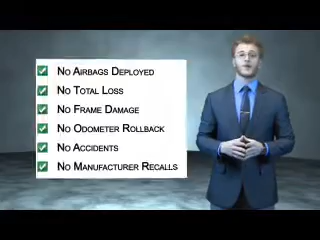 No Airbags Deployed
No Total Loss
No Frame Damage
No Odometer Rollback
No Accidents
No Manufacturer Recalls